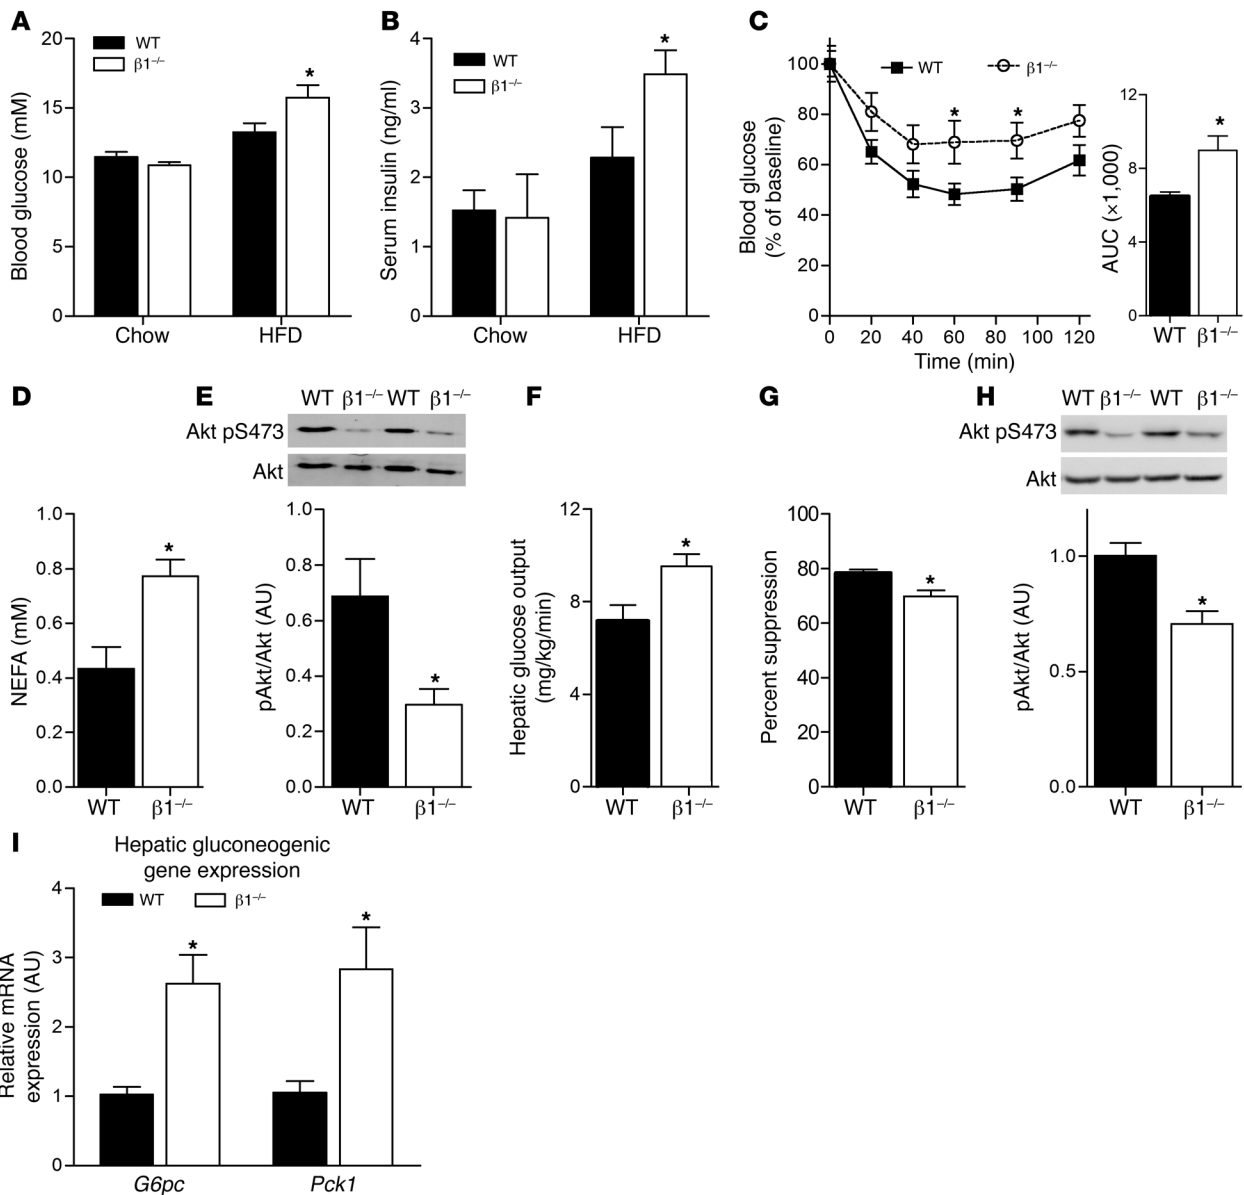 A
20
15
10
5
0
Blood glucose (mM)
WT
β1⁻/⁻
*
Chow
HFD
B
4
3
2
1
0
Serum insulin (ng/ml)
WT
β1⁻/⁻
*
Chow
HFD
C
100
80
60
40
20
0
Blood glucose
(% of baseline)
WT
β1⁻/⁻
*
*
0
20
40
60
80
100
120
Time (min)
12
8
4
0
AUC (×1,000)
*
WT
β1⁻/⁻
D
1.0
0.8
0.6
0.4
0.2
0.0
NEFA (mM)
*
WT
β1⁻/⁻
E
WT β1⁻/⁻ WT β1⁻/⁻
Akt pS473
Akt
1.0
0.8
0.6
0.4
0.2
0.0
pAkt/Akt (AU)
*
WT
β1⁻/⁻
F
12
8
4
0
Hepatic glucose output
(mg/kg/min)
*
WT
β1⁻/⁻
G
100
80
60
40
20
0
Percent suppression
*
WT
β1⁻/⁻
H
WT β1⁻/⁻ WT β1⁻/⁻
Akt pS473
Akt
1.0
0.5
0.0
pAkt/Akt (AU)
*
WT
β1⁻/⁻
I
Hepatic gluconeogenic
gene expression
4
3
2
1
0
Relative mRNA
expression (AU)
WT
β1⁻/⁻
*
*
G6pc
Pck1